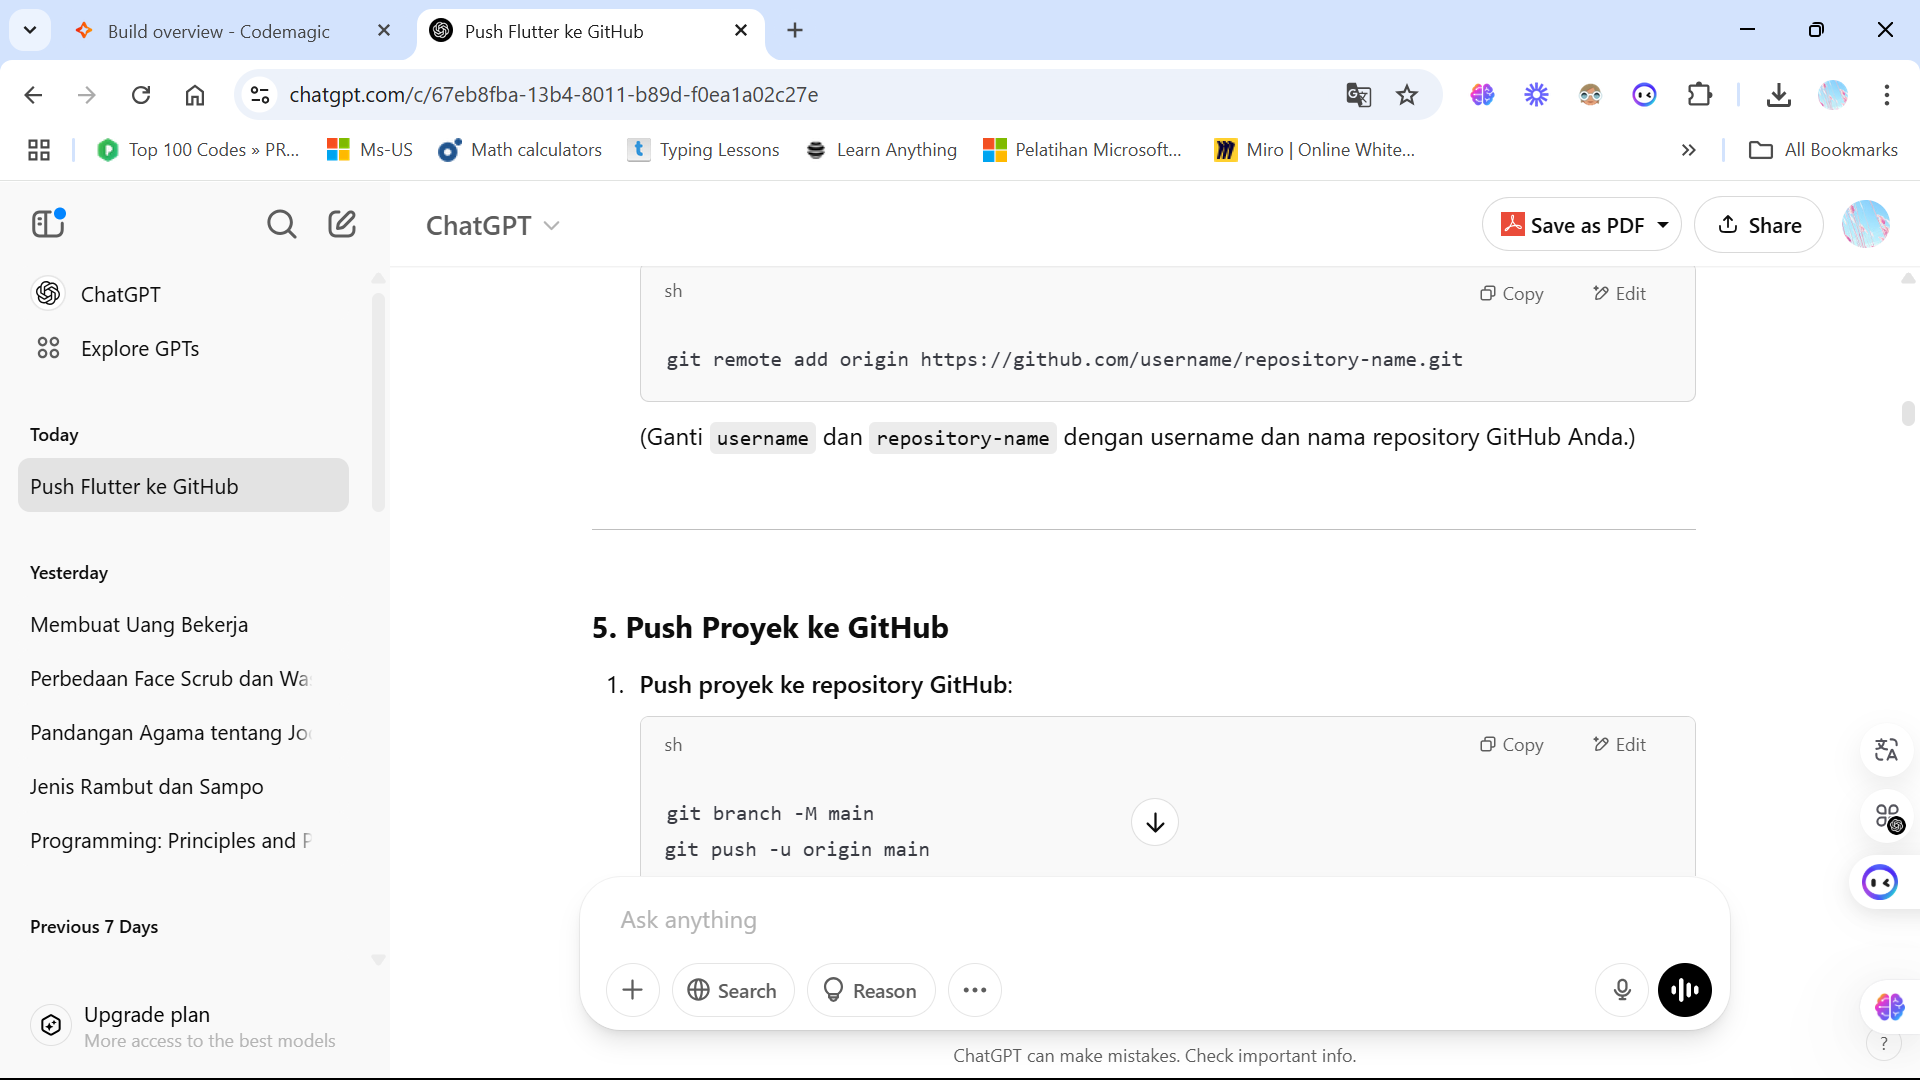 Build overview - Codemagic
Push Flutter ke GitHub
chatgpt.com/c/67eb8fba-13b4-8011-b89d-f0ea1a02c27e
Top 100 Codes » PR...
Ms-US
Math calculators
Typing Lessons
Learn Anything
Pelatihan Microsoft...
Miro | Online White...
All Bookmarks
ChatGPT
Save as PDF
Share
ChatGPT
Explore GPTs
Today
Push Flutter ke GitHub
Yesterday
Membuat Uang Bekerja
Perbedaan Face Scrub dan Wa
Pandangan Agama tentang Jo
Jenis Rambut dan Sampo
Programming: Principles and P
Previous 7 Days
Upgrade plan
More access to the best models
sh
Copy
Edit
git remote add origin https://github.com/username/repository-name.git
(Ganti username dan repository-name dengan username dan nama repository GitHub Anda.)
5. Push Proyek ke GitHub
1. Push proyek ke repository GitHub:
sh
Copy
Edit
git branch -M main
git push -u origin main
Ask anything
Search
Reason
ChatGPT can make mistakes. Check important info.
?